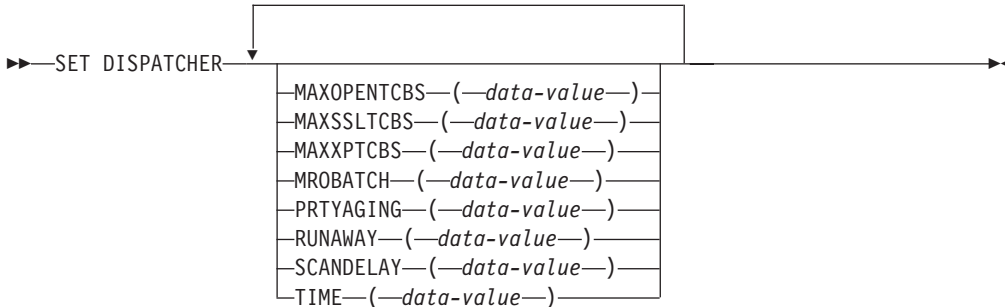 SET DISPATCHER
MAXOPENTCBS ( data-value )
MAXSSLTCBS ( data-value )
MAXXPTCBS ( data-value )
MROBATCH ( data-value )
PRTYAGING ( data-value )
RUNAWAY ( data-value )
SCANDELAY ( data-value )
TIME ( data-value )